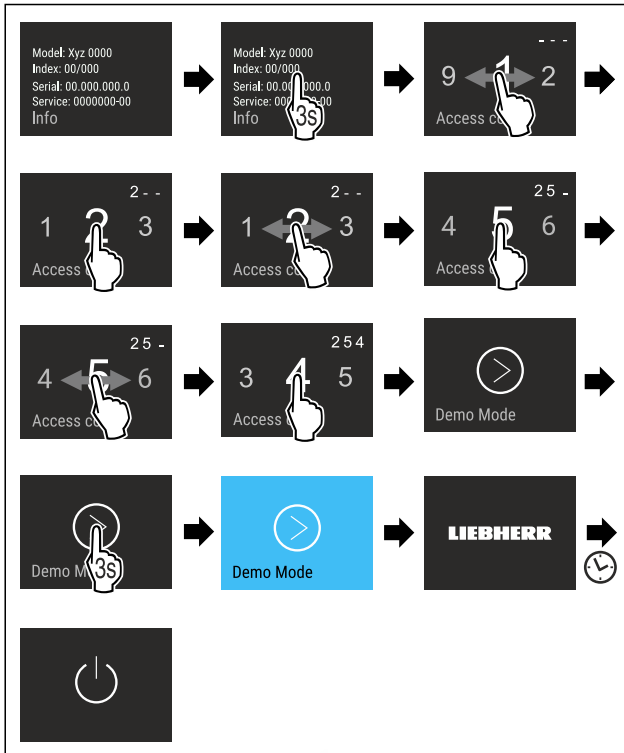 Model: Xyz 0000
Index: 00/000
Serial: 00.000.000.0
Service: 0000000-00
Info
Model: Xyz 0000
Index: 00/000
Serial: 00.0 000.0
Service: 00 00
Info
3s
- - -
9 1 2
Access
2 - -
1 2 3
Access
2 - -
1 2 3
Access
2 5 -
4 5 6
Access
2 5 -
4 5 6
Access
2 5 4
3 4 5
Access
Demo Mode
Demo M
3s
Demo Mode
LIEBHERR